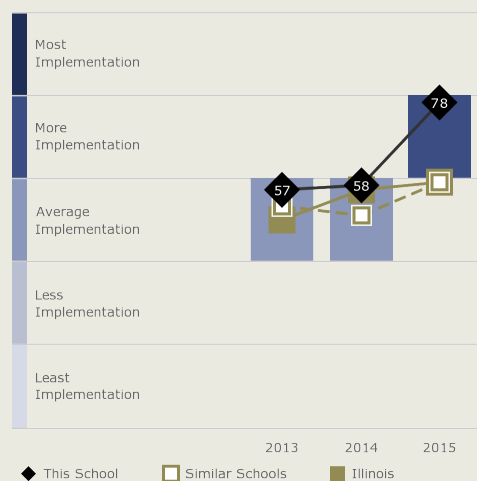 Most
Implementation
More
Implementation
78
57
58
Average
Implementation
Less
Implementation
Least
Implementation
2013 2014 2015
This School Similar Schools Illinois